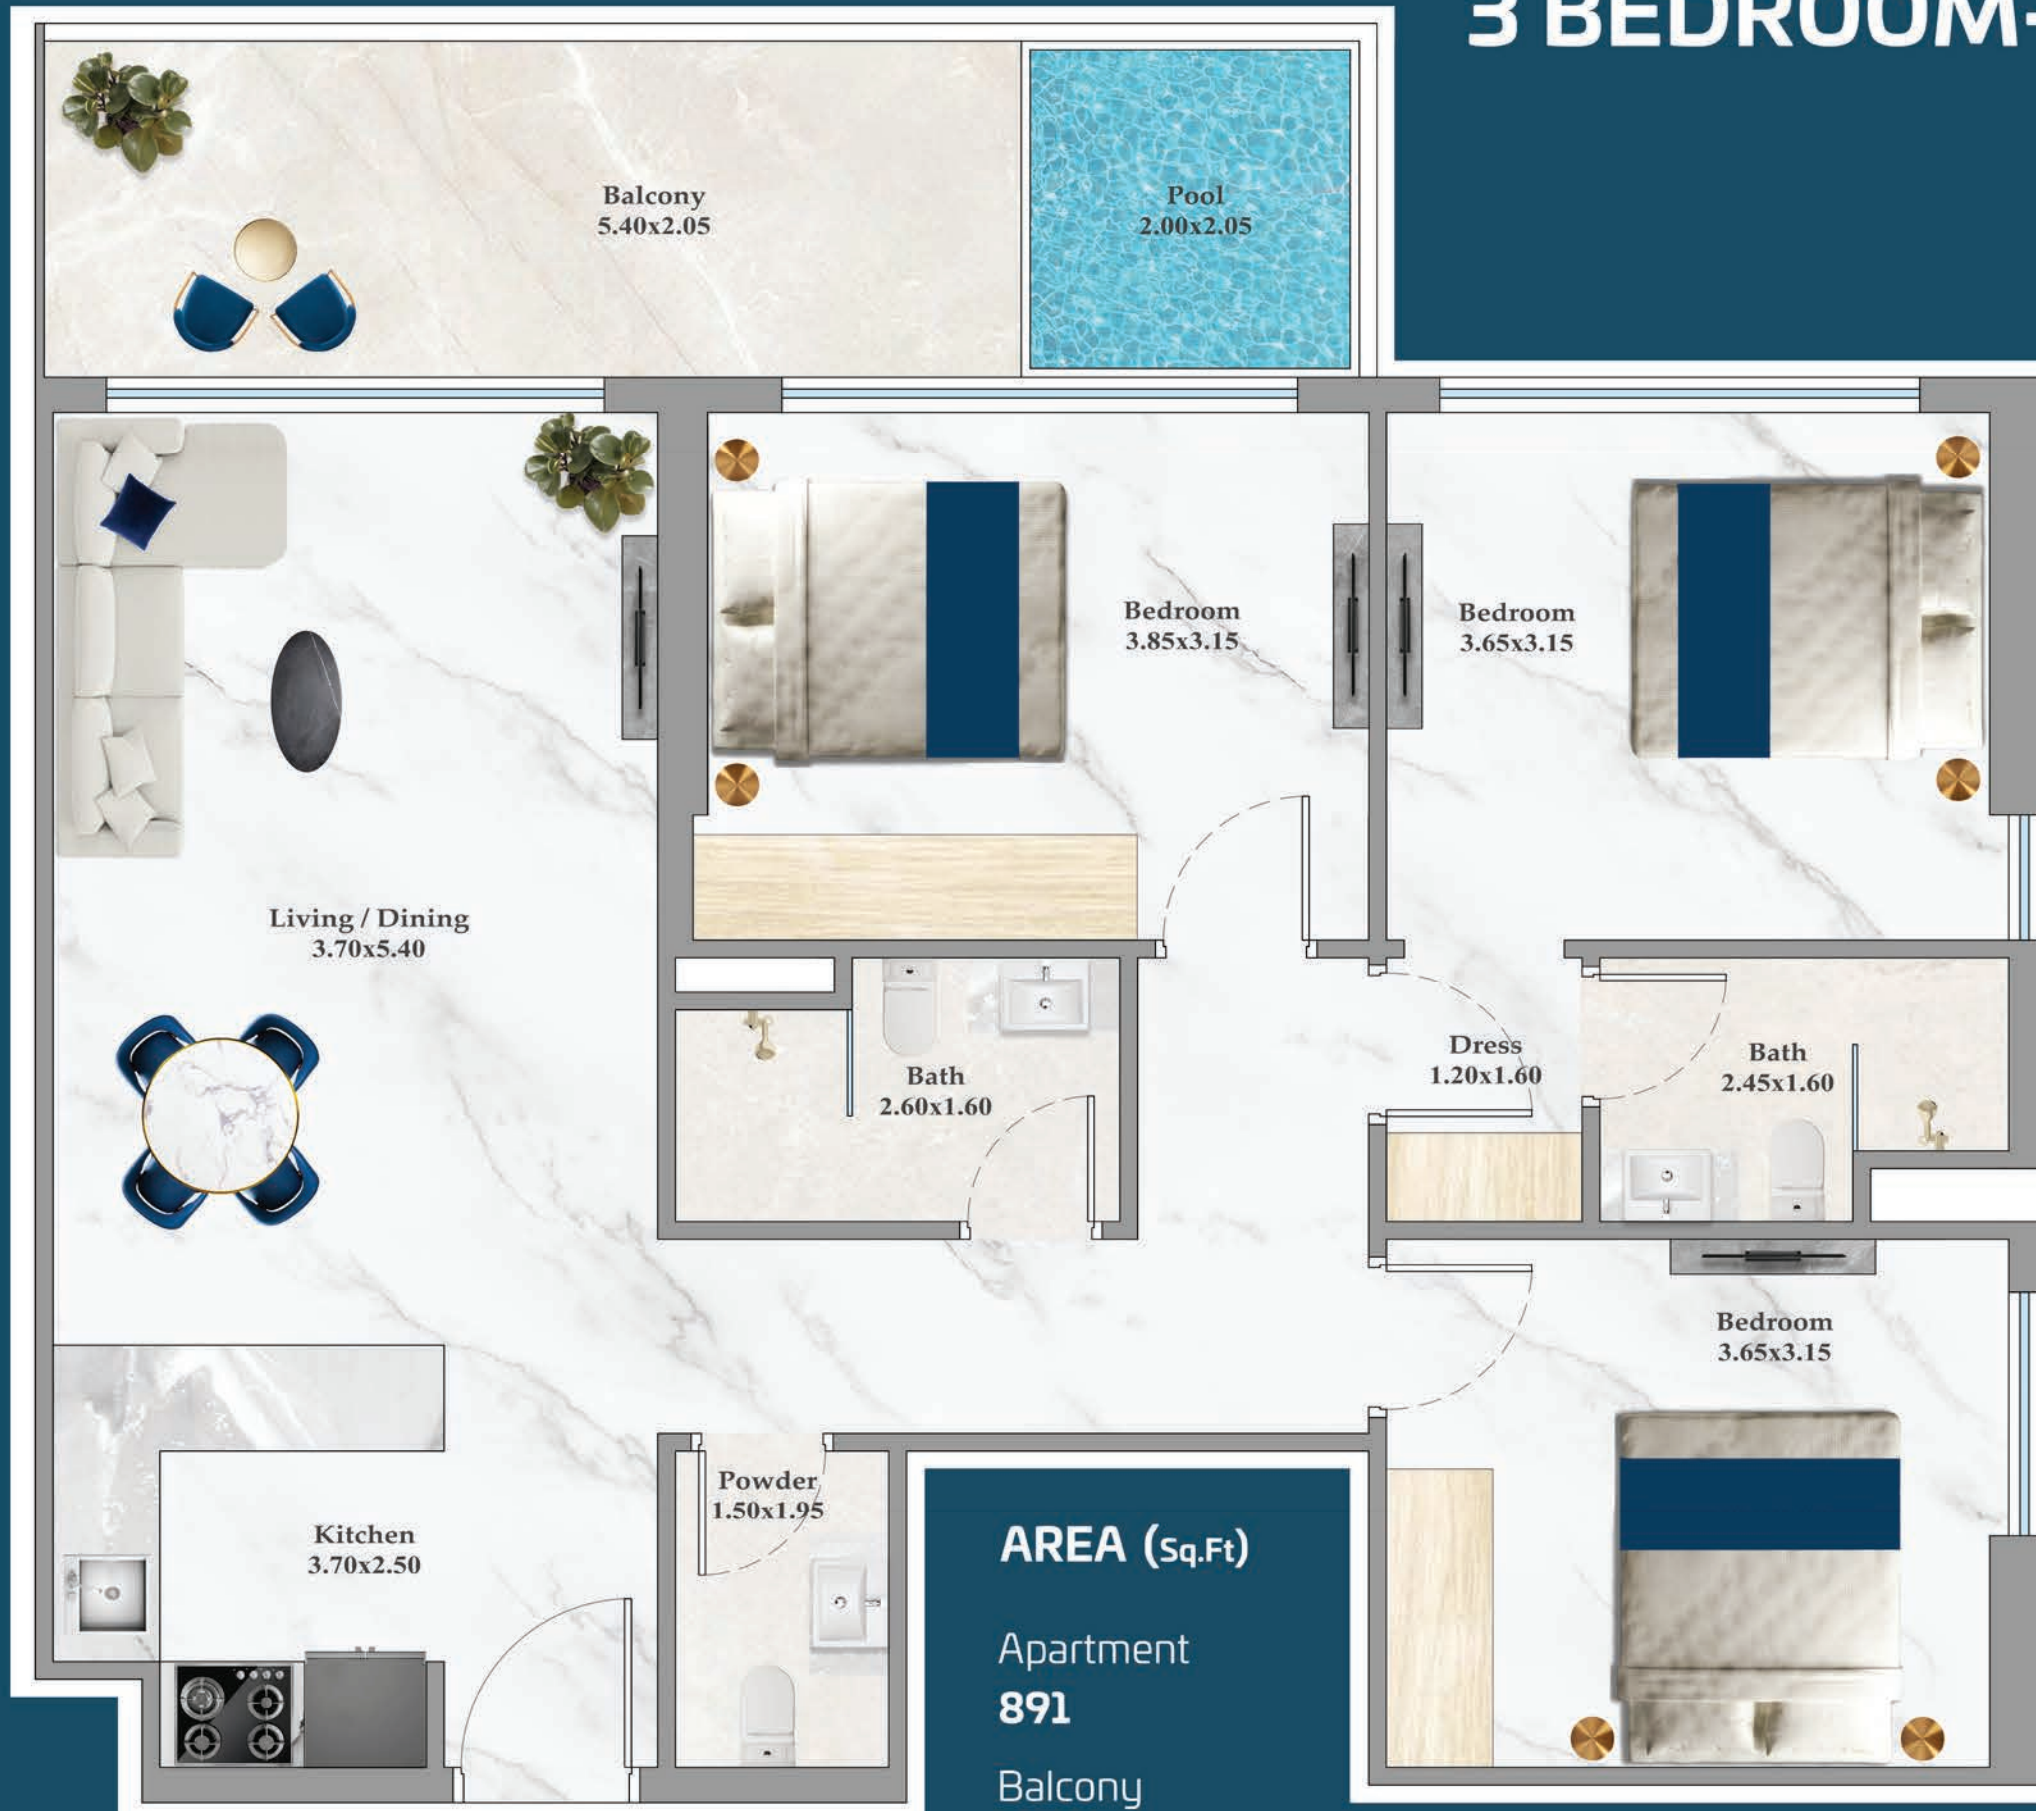 3 BEDROOM-
Balcony
5.40x2.05
Pool
2.00x2.05
Bedroom
3.85x3.15
Bedroom
3.65x3.15
Living / Dining
3.70x5.40
Bath
2.60x1.60
Dress
1.20x1.60
Bath
2.45x1.60
Bedroom
3.65x3.15
Powder
1.50x1.95
Kitchen
3.70x2.50
AREA (Sq.Ft)
Apartment
891
Balcony